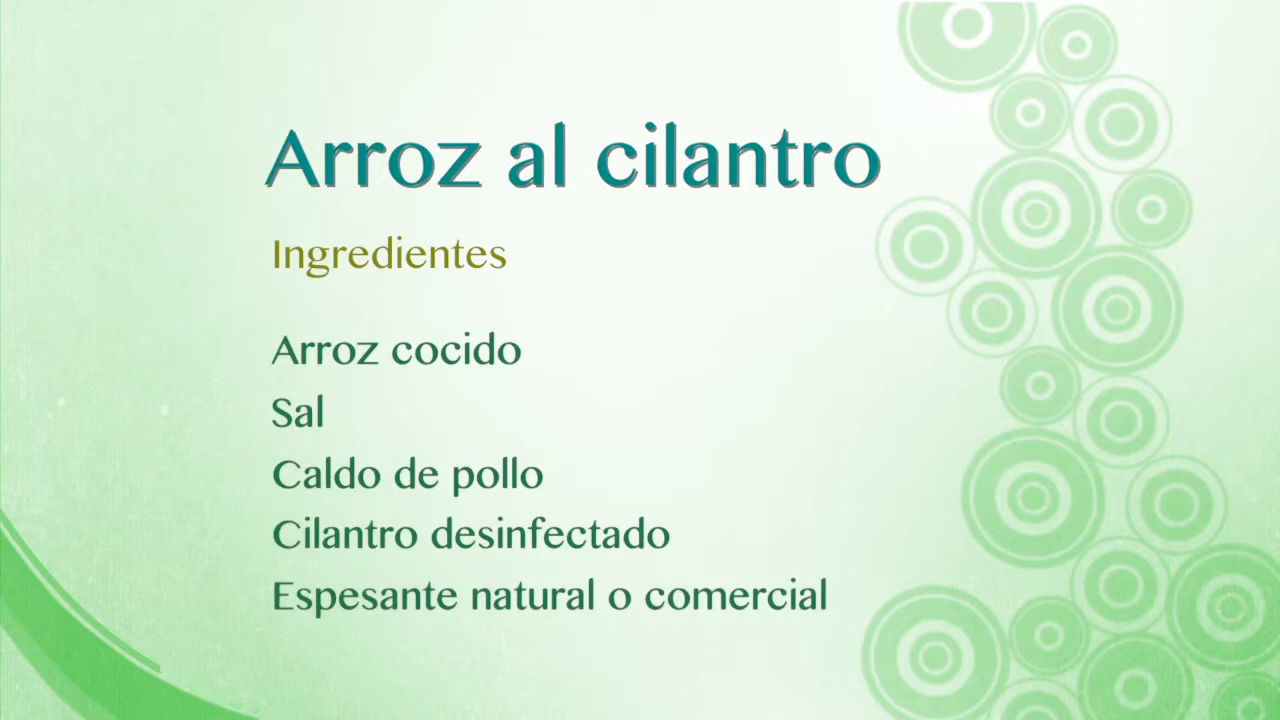 Arroz al cilantro
Ingredientes
Arroz cocido
Sal
Caldo de pollo
Cilantro desinfectado
Espesante natural o comercial